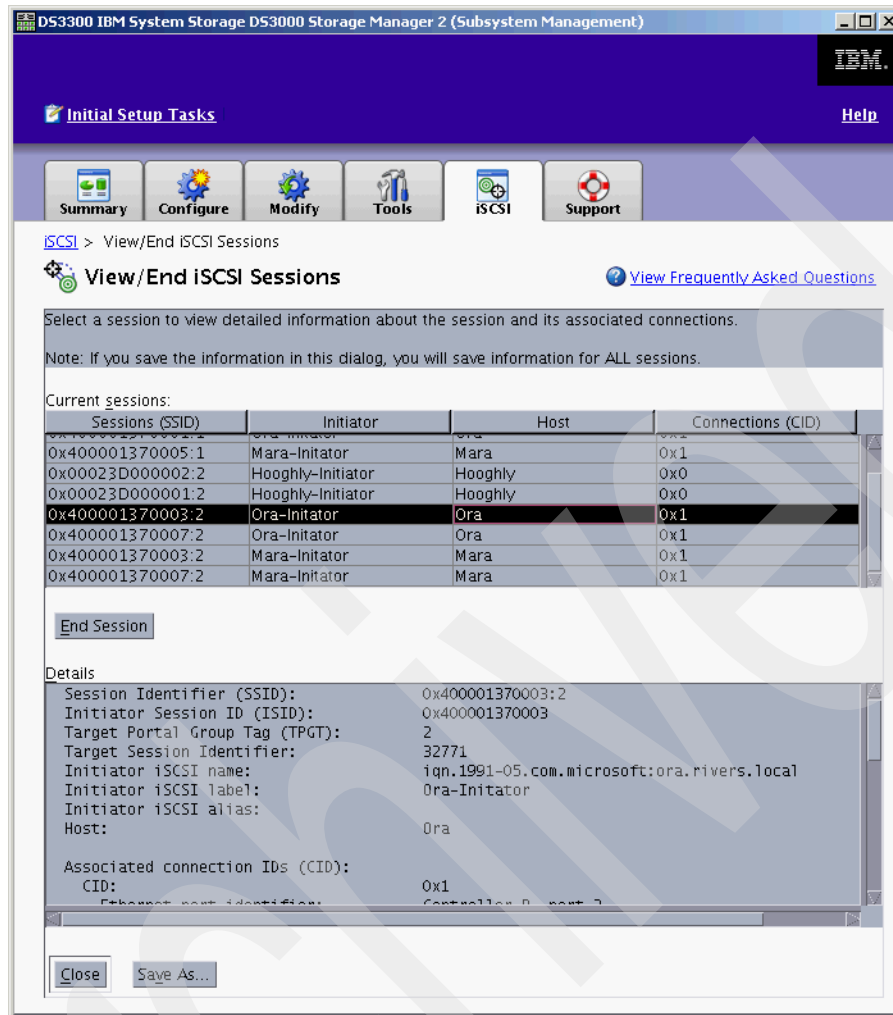 DS3300 IBM System Storage DS3000 Storage Manager 2 (Subsystem Management)
IBM.
Initial Setup Tasks Help
Summary Configure Modify Tools iSCSI Support
iSCSI > View/End iSCSI Sessions
View/End iSCSI Sessions View Frequently Asked Questions
Select a session to view detailed information about the session and its associated connections.
Note: If you save the information in this dialog, you will save information for ALL sessions.
Current sessions:
Sessions (SSID) Initiator Host Connections (CID)
0x400001370005:1 Mara-Initator Mara 0x1
0x00023D000002:2 Hooghly-Initiator Hooghly 0x0
0x00023D000001:2 Hooghly-Initiator Hooghly 0x0
0x400001370003:2 Ora-Initator Ora 0x1
0x400001370007:2 Ora-Initator Ora 0x1
0x400001370003:2 Mara-Initator Mara 0x1
0x400001370007:2 Mara-Initator Mara 0x1
End Session
Details
Session Identifier (SSID): 0x400001370003:2
Initiator Session ID (ISID): 0x400001370003
Target Portal Group Tag (TPGT): 2
Target Session Identifier: 32771
Initiator iSCSI name: iqn.1991-05.com.microsoft:ora.rivers.local
Initiator iSCSI label: Ora-Initator
Initiator iSCSI alias:
Host: Ora
Associated connection IDs (CID):
CID: 0x1
Close Save As...